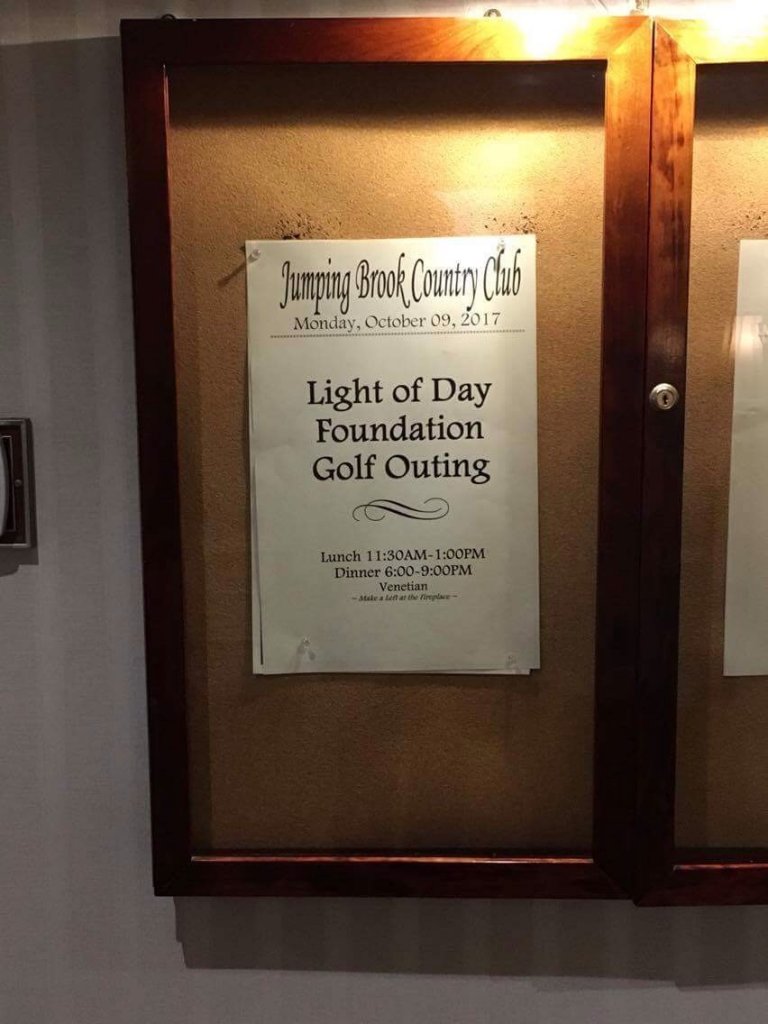 Jumping Brook Country Club
Monday, October 09, 2017
Light of Day
Foundation
Golf Outing
Lunch 11:30AM-1:00PM
Dinner 6:00-9:00PM
Venetian
~ Make a Left at the Fireplace ~